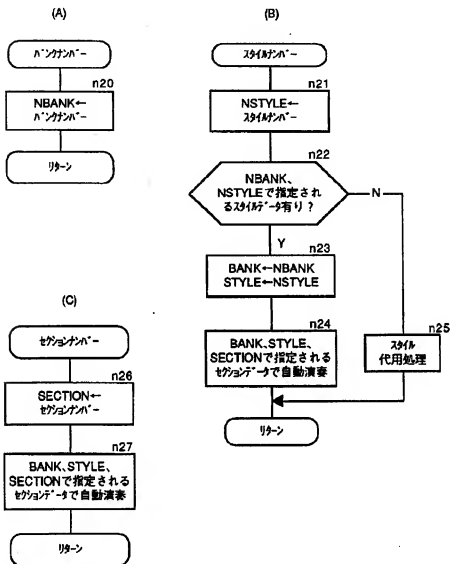 (A)
ﾊﾞﾝｸﾅﾝﾊﾞｰ
n20
NBANK←
ﾊﾞﾝｸﾅﾝﾊﾞｰ
ﾘﾀｰﾝ
(B)
ｽﾀｲﾙﾅﾝﾊﾞｰ
n21
NSTYLE←
ｽﾀｲﾙﾅﾝﾊﾞｰ
n22
NBANK、
NSTYLEで指定され
るｽﾀｲﾙﾃﾞｰﾀ有り？
N
Y
n23
BANK←NBANK
STYLE←NSTYLE
n24
BANK、STYLE、
SECTIONで指定される
ｾｸｼｮﾝﾃﾞｰﾀで自動演奏
n25
ｽﾀｲﾙ
代用処理
ﾘﾀｰﾝ
(C)
ｾｸｼｮﾝﾅﾝﾊﾞｰ
n26
SECTION←
ｾｸｼｮﾝﾅﾝﾊﾞｰ
n27
BANK、STYLE、
SECTIONで指定される
ｾｸｼｮﾝﾃﾞｰﾀで自動演奏
ﾘﾀｰﾝ